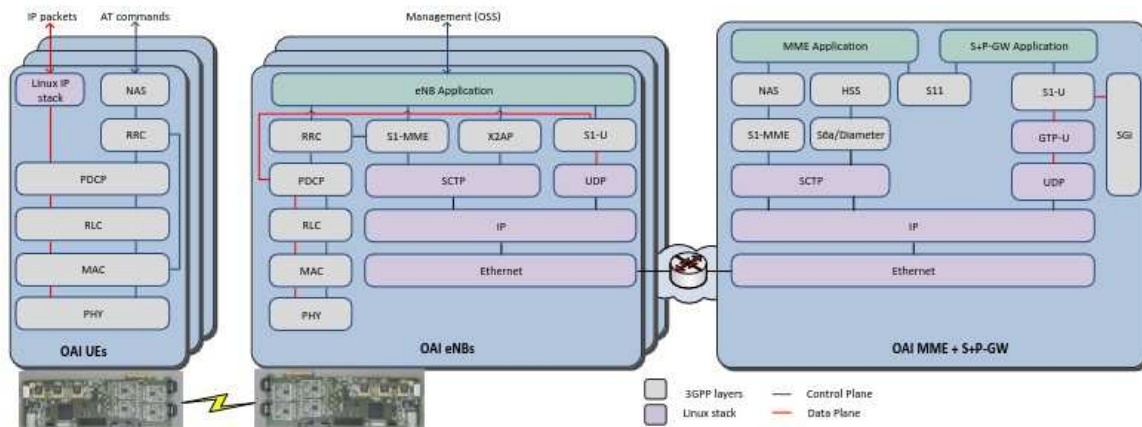 IP packets
AT commands
Linux IP
stack
NAS
RRC
PDCP
RLC
MAC
PHY
OAI UEs
Management (OSS)
eNB Application
RRC
S1-MME
X2AP
S1-U
PDCP
SCTP
UDP
RLC
IP
MAC
Ethernet
PHY
OAI eNBs
MME Application
S+P-GW Application
NAS
HSS
S11
S1-U
S1-MME
S6a/Diameter
GTP-U
SGi
SCTP
UDP
IP
Ethernet
OAI MME + S+P-GW
3GPP layers
Control Plane
Linux stack
Data Plane